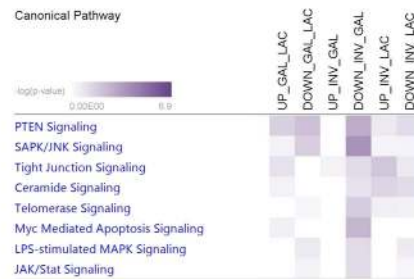 Canonical Pathway
UP_GAL_LAC
DOWN_GAL_LAC
UP_INV_GAL
DOWN_INV_GAL
UP_INV_LAC
DOWN_INV_LAC
-log(p-value)
0.00E00 6.9
PTEN Signaling
SAPK/JNK Signaling
Tight Junction Signaling
Ceramide Signaling
Telomerase Signaling
Myc Mediated Apoptosis Signaling
LPS-stimulated MAPK Signaling
JAK/Stat Signaling